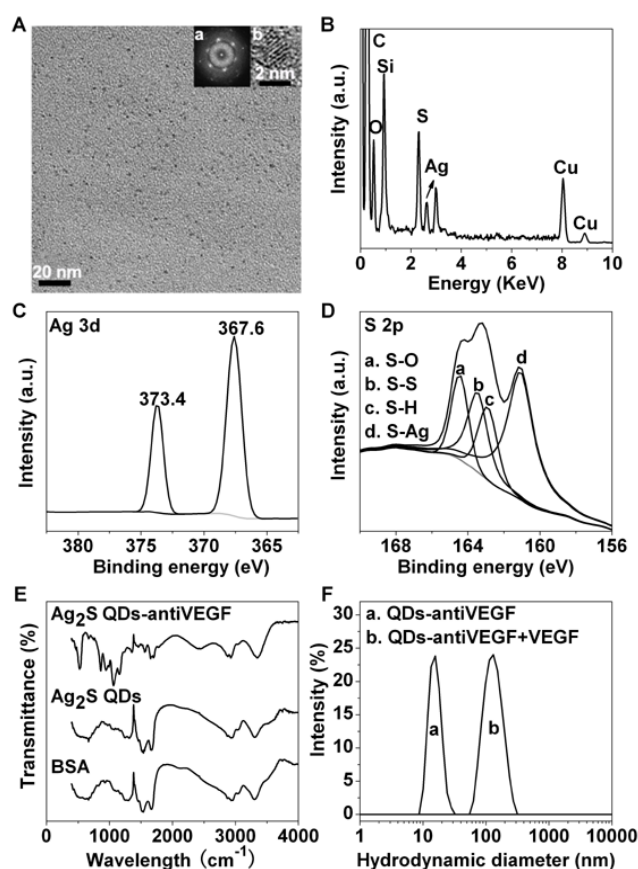 A
a
b
2 nm
20 nm
B
C
Si
O
S
Ag
Cu
Cu
Intensity (a.u.)
0 2 4 6 8 10
Energy (KeV)
C
Ag 3d
367.6
373.4
Intensity (a.u.)
380 375 370 365
Binding energy (eV)
D
S 2p
a. S-O
b. S-S
c. S-H
d. S-Ag
a
b
c
d
Intensity (a.u.)
168 164 160 156
Binding energy (eV)
E
Ag₂S QDs-antiVEGF
Ag₂S QDs
BSA
Transmittance (%)
0 1000 2000 3000 4000
Wavelength (cm⁻¹)
F
a. QDs-antiVEGF
b. QDs-antiVEGF+VEGF
a
b
Intensity (%)
30
25
20
15
10
5
0
1 10 100 1000 10000
Hydrodynamic diameter (nm)